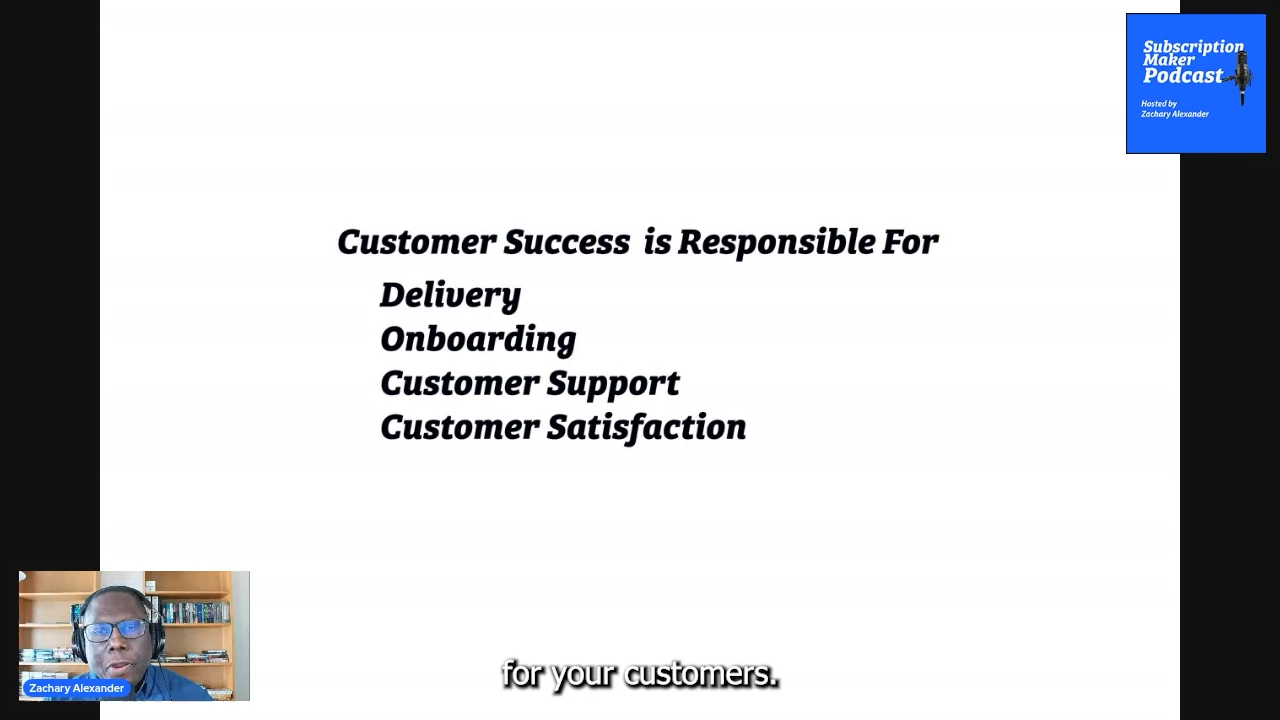 Subscription
Maker
Podcast
Hosted by
Zachary Alexander
Customer Success is Responsible For
Delivery
Onboarding
Customer Support
Customer Satisfaction
Zachary Alexander
for your customers.